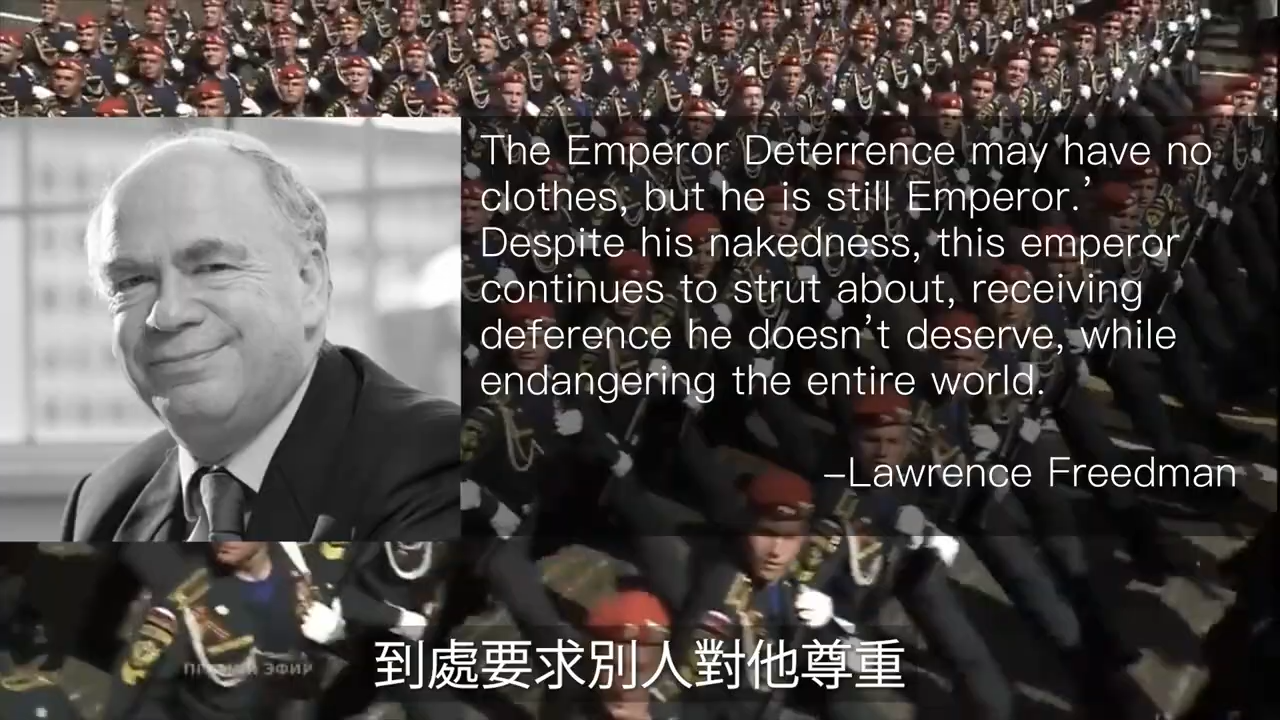 The Emperor Deterrence may have no
clothes, but he is still Emperor.’
Despite his nakedness, this emperor
continues to strut about, receiving
deference he doesn’t deserve, while
endangering the entire world.
–Lawrence Freedman
到處要求別人對他尊重